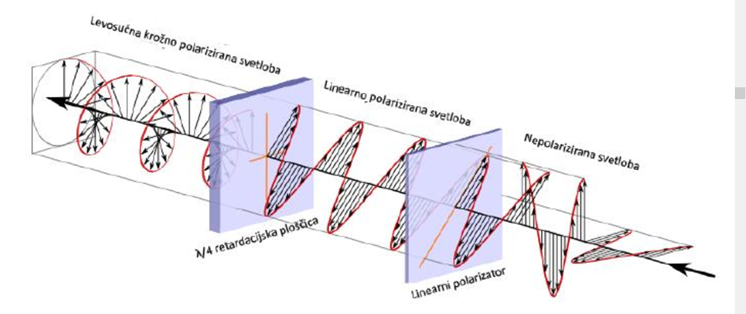 Levosučna krožno polarizirana svetloba
Linearno polarizirana svetloba
Nepolarizirana svetloba
λ/4 retardacijska ploščica
Linearni polarizator